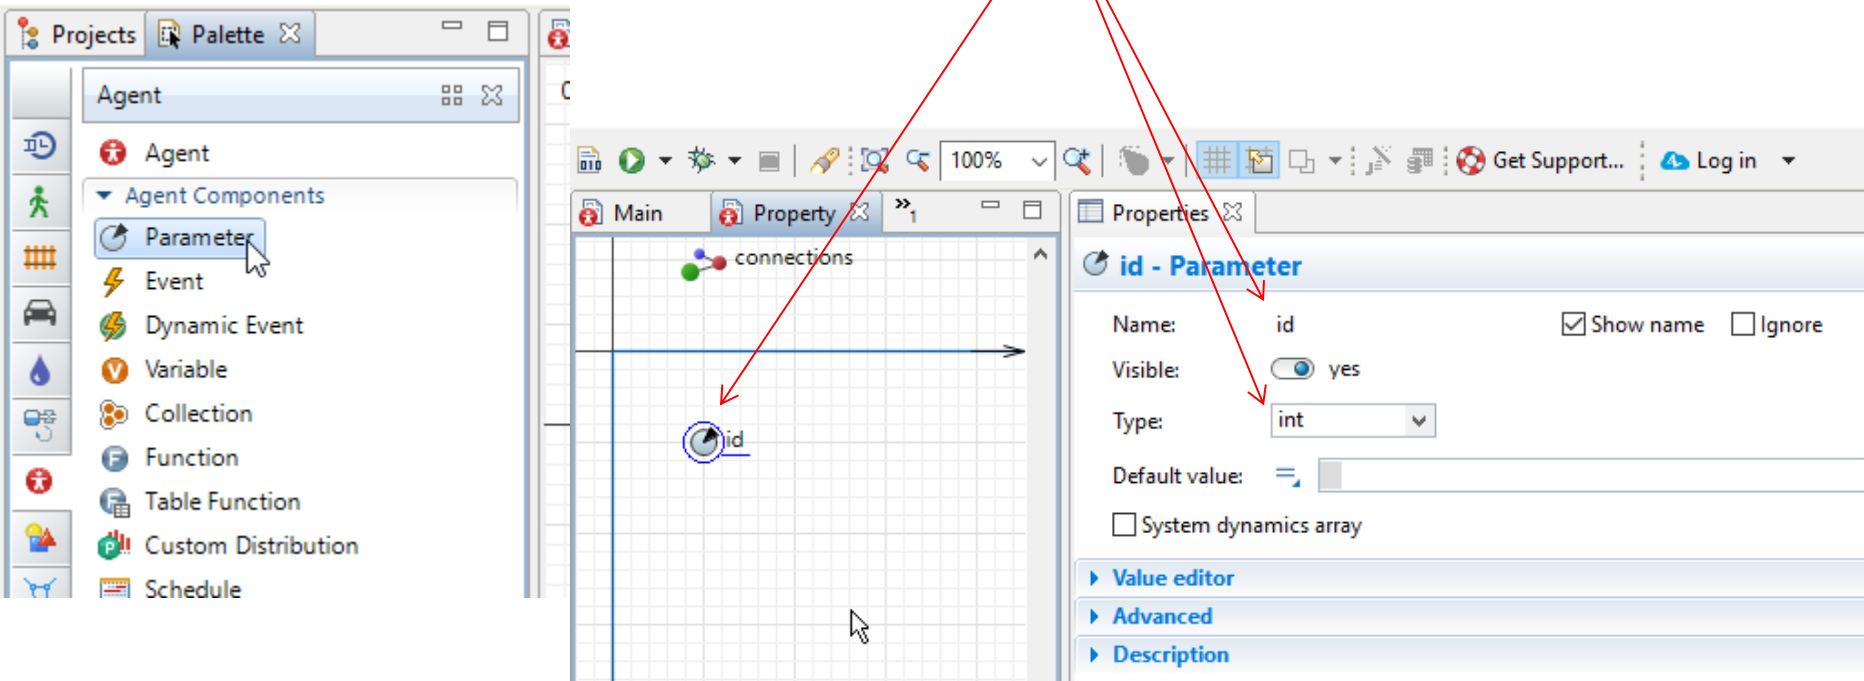 Projects
Palette
Agent
Agent
Agent Components
Parameter
Event
Dynamic Event
Variable
Collection
Function
Table Function
Custom Distribution
Schedule
100%
Get Support...
Log in
Main
Property
»1
connections
id
Properties
id - Parameter
Name:
id
Show name
Ignore
Visible:
yes
Type:
int
Default value:
System dynamics array
Value editor
Advanced
Description